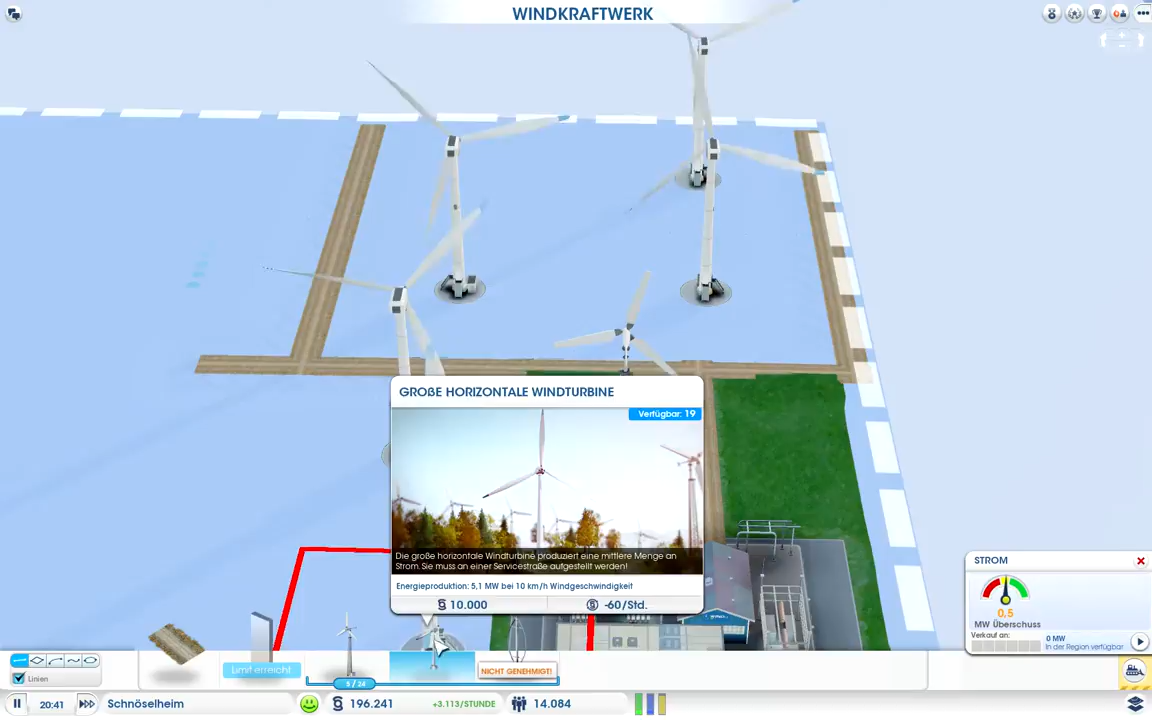 WINDKRAFTWERK
GROẞE HORIZONTALE WINDTURBINE
Verfügbar: 19
Die große horizontale Windturbine produziert eine mittlere Menge an
Strom. Sie muss an einer Servicestraße aufgestellt werden!
Energieproduktion: 5,1 MW bei 10 km/h Windgeschwindigkeit
10.000
-60/Std.
STROM
0,5
MW Überschuss
Verkauf an:
0 MW
In der Region verfügbar
Limit erreicht
NICHT GENEHMIGT!
Linien
5 / 24
20:41
Schnöselheim
196.241
+3.113/STUNDE
14.084